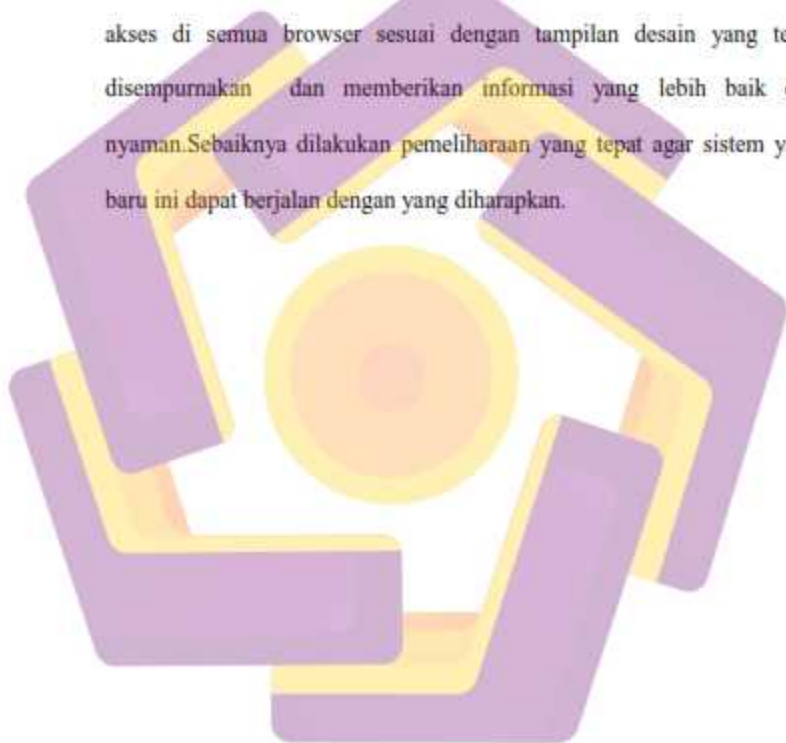 akses di semua browser sesuai dengan tampilan desain yang
disempurnakan dan memberikan informasi yang lebih baik
nyaman.Sebaiknya dilakukan pemeliharaan yang tepat agar sistem
baru ini dapat berjalan dengan yang diharapkan.